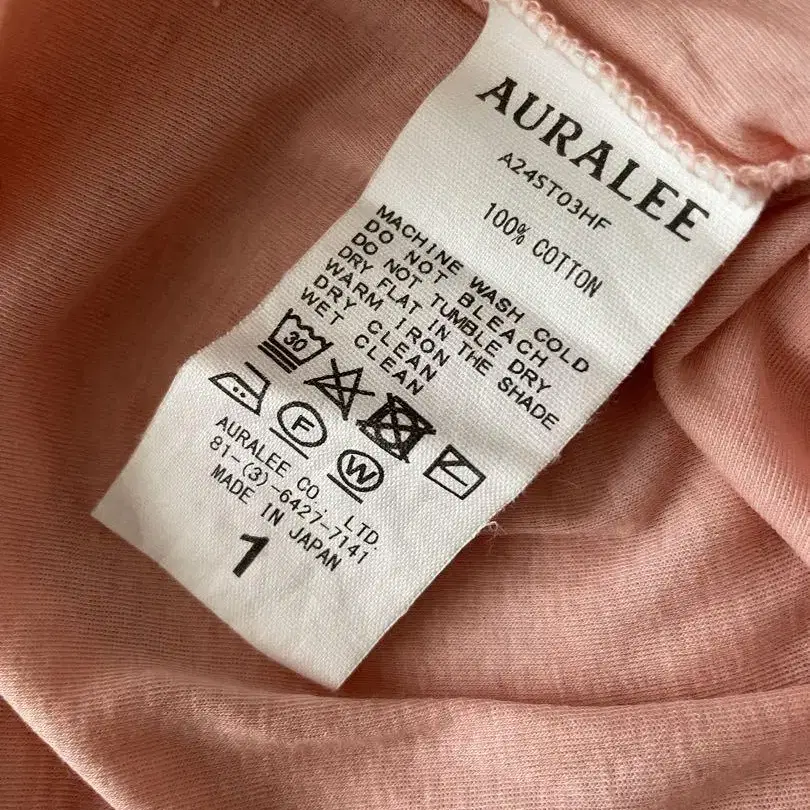 AURALEE
A24ST03HF
100% COTTON
MACHINE WASH COLD
DO NOT BLEACH
DO NOT TUMBLE DRY
DRY FLAT IN THE SHADE
WARM IRON
DRY CLEAN
WET CLEAN
30
F
W
AURALEE CO., LTD.
81-(3)-6427-7141
MADE IN JAPAN
1